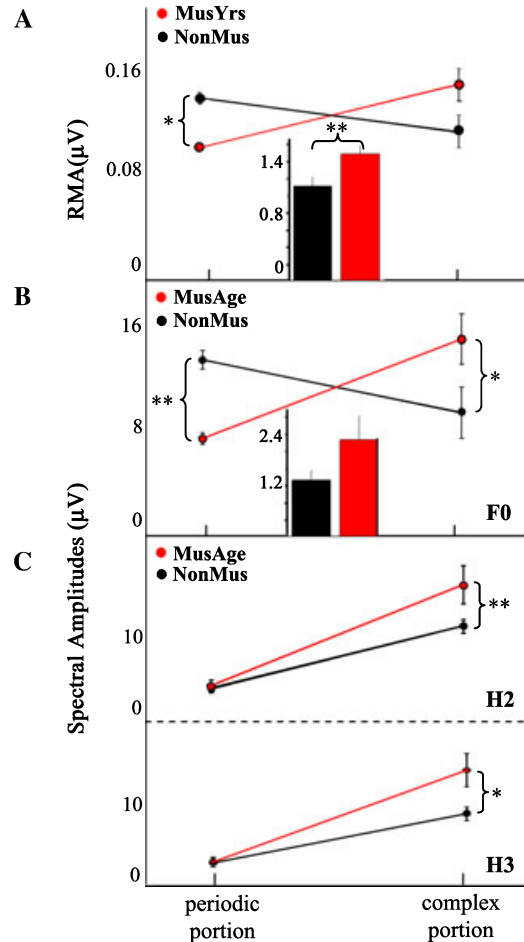 A
MusYrs
NonMus
0.16
**
*
1.4
RMA(µV)
0.08
0.8
0
0
B
MusAge
NonMus
16
**
*
8
2.4
1.2
0
F0
C
MusAge
NonMus
Spectral Amplitudes (µV)
**
10
0
H2
*
10
0
H3
periodic complex
portion portion